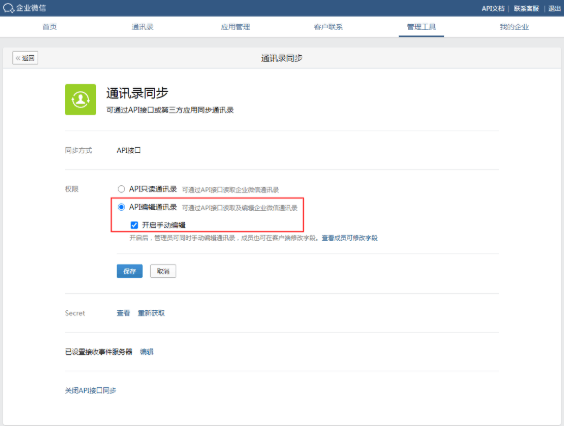 企业微信
API文档 | 联系客服 | 退出
首页 通讯录 应用管理 客户联系 管理工具 我的企业
« 返回 通讯录同步
通讯录同步
可通过API接口或第三方应用同步通讯录
同步方式 API接口
权限 API只读通讯录 可通过API接口读取企业微信通讯录
API编辑通讯录 可通过API接口读取及编辑企业微信通讯录
开启手动编辑
开启后，管理员可同时手动编辑通讯录，成员也可在客户端修改字段。查看成员可修改字段
保存 取消
Secret 查看 重新获取
已设置接收事件服务器 编辑
关闭API接口同步